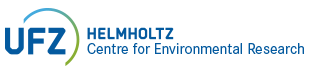 UFZ
HELMHOLTZ
Centre for Environmental Research